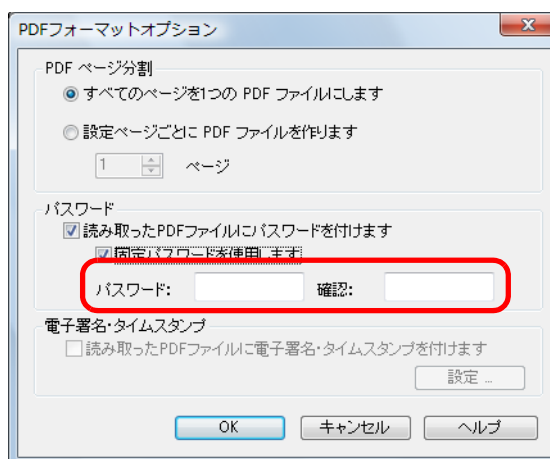 PDFフォーマットオプション
PDF ページ分割
すべてのページを1つの PDF ファイルにします
設定ページごとに PDF ファイルを作ります
1 ページ
パスワード
読み取ったPDFファイルにパスワードを付けます
固定パスワードを使用します
パスワード: 確認:
電子署名・タイムスタンプ
読み取ったPDFファイルに電子署名・タイムスタンプを付けます
設定 ...
OK キャンセル ヘルプ